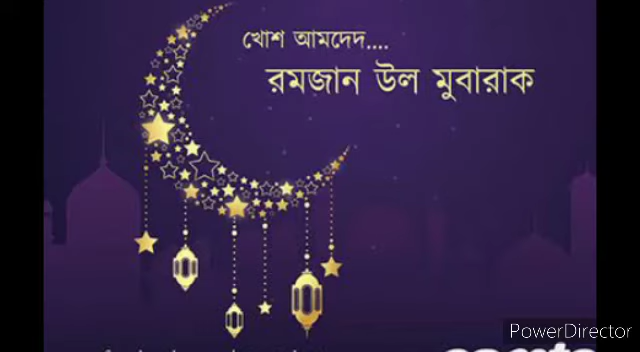 খোশ আমদেদ....
রমজান উল মুবারাক
PowerDirector